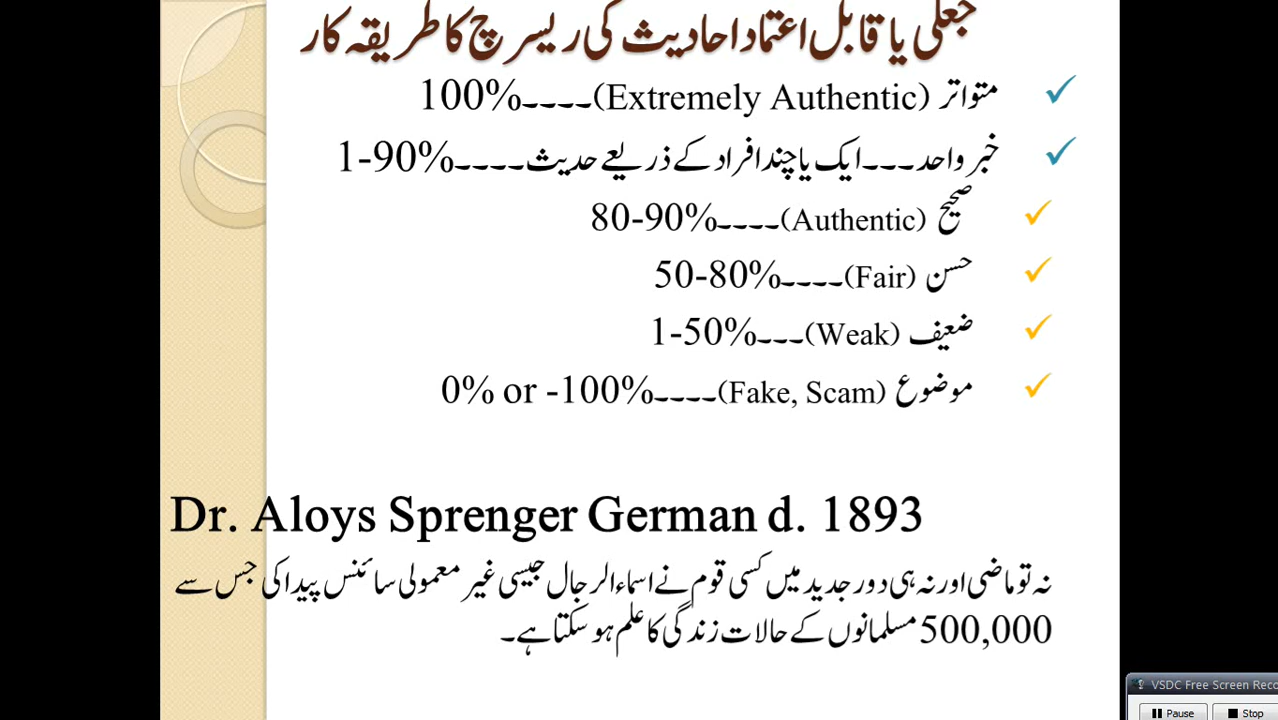 جعلی یا قابل اعتماد احادیث کی ریسرچ کا طریقہ کار
متواتر (Extremely Authentic)۔۔۔۔100%
خبر واحد۔۔۔ایک یا چند افراد کے ذریعے حدیث۔۔۔۔1-90%
صحیح (Authentic)۔۔۔۔80-90%
حسن (Fair)۔۔۔۔50-80%
ضعیف (Weak)۔۔۔1-50%
موضوع (Fake, Scam)۔۔۔۔0% or -100%
Dr. Aloys Sprenger German d. 1893
نہ تو ماضی اور نہ ہی دور جدید میں کسی قوم نے اسماء الرجال جیسی غیر معمولی سائنس پیدا کی جس سے
500,000 مسلمانوں کے حالات زندگی کا علم ہو سکتا ہے۔
VSDC Free Screen Reco
Pause Stop